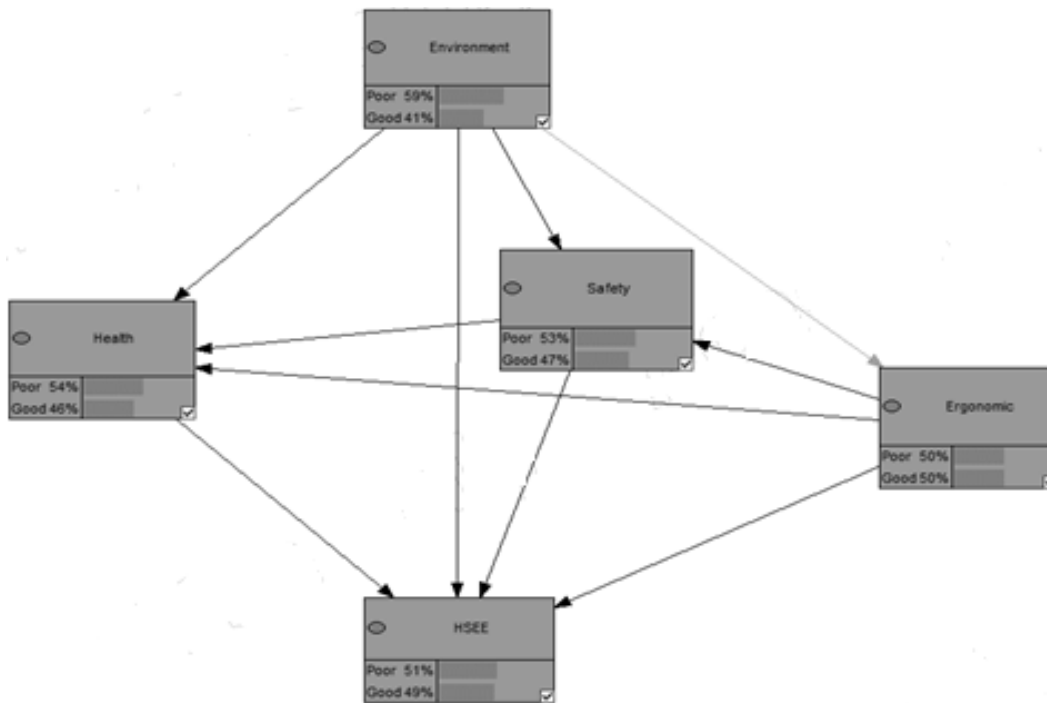 Environment
Poor 59%
Good 41%
Safety
Poor 53%
Good 47%
Health
Poor 54%
Good 46%
Ergonomic
Poor 50%
Good 50%
HSEE
Poor 51%
Good 49%